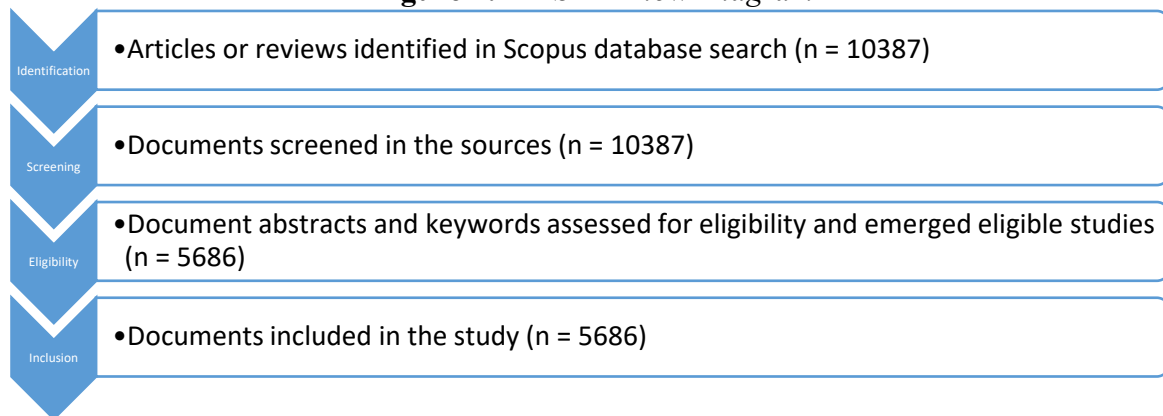 Identification
•Articles or reviews identified in Scopus database search (n = 10387)
Screening
•Documents screened in the sources (n = 10387)
Eligibility
•Document abstracts and keywords assessed for eligibility and emerged eligible studies
(n = 5686)
Inclusion
•Documents included in the study (n = 5686)